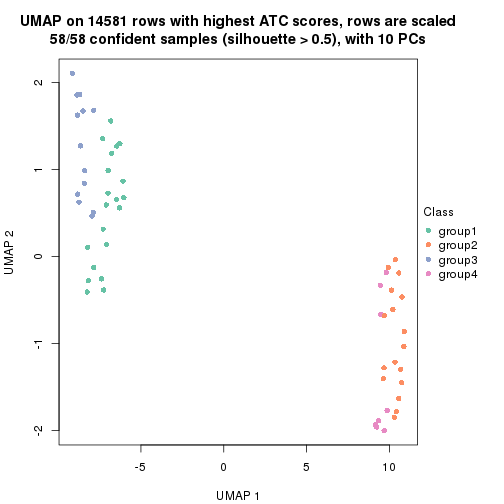 UMAP on 14581 rows with highest ATC scores, rows are scaled
58/58 confident samples (silhouette > 0.5), with 10 PCs
2
1
0
-1
-2
UMAP 2
Class
group1
group2
group3
group4
-5
0
5
10
UMAP 1